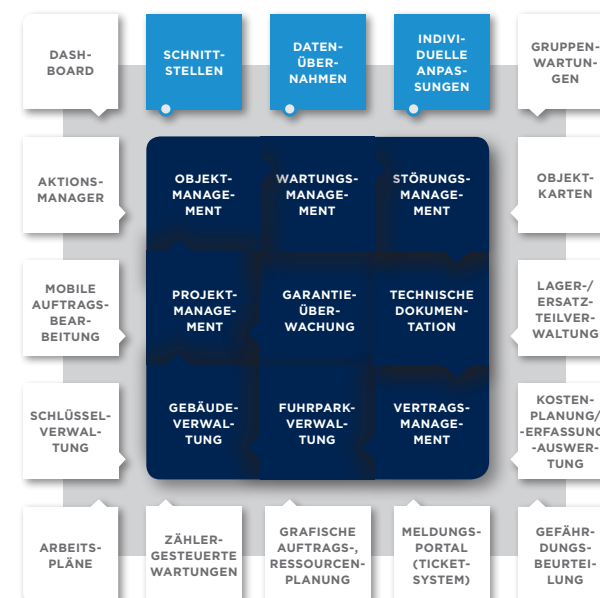 DASH-
BOARD
SCHNITT-
STELLEN
DATEN-
ÜBER-
NAHMEN
INDIVI-
DUELLE
ANPAS-
SUNGEN
GRUPPEN-
WARTUN-
GEN
AKTIONS-
MANAGER
OBJEKT-
MANAGE-
MENT
WARTUNGS-
MANAGE-
MENT
STÖRUNGS-
MANAGE-
MENT
OBJEKT-
KARTEN
MOBILE
AUFTRAGS-
BEAR-
BEITUNG
PROJEKT-
MANAGE-
MENT
GARANTIE-
ÜBER-
WACHUNG
TECHNISCHE
DOKUMEN-
TATION
LAGER-/
ERSATZ-
TEILVER-
WALTUNG
SCHLÜSSEL-
VERWAL-
TUNG
GEBÄUDE-
VERWAL-
TUNG
FUHRPARK-
VERWAL-
TUNG
VERTRAGS-
MANAGE-
MENT
KOSTEN-
PLANUNG/
-ERFASSUNG
-AUSWER-
TUNG
ARBEITS-
PLÄNE
ZÄHLER-
GESTEUERTE
WARTUNGEN
GRAFISCHE
AUFTRAGS-,
RESSOURCEN-
PLANUNG
MELDUNGS-
PORTAL
(TICKET-
SYSTEM)
GEFÄHR-
DUNGS-
BEURTEI-
LUNG